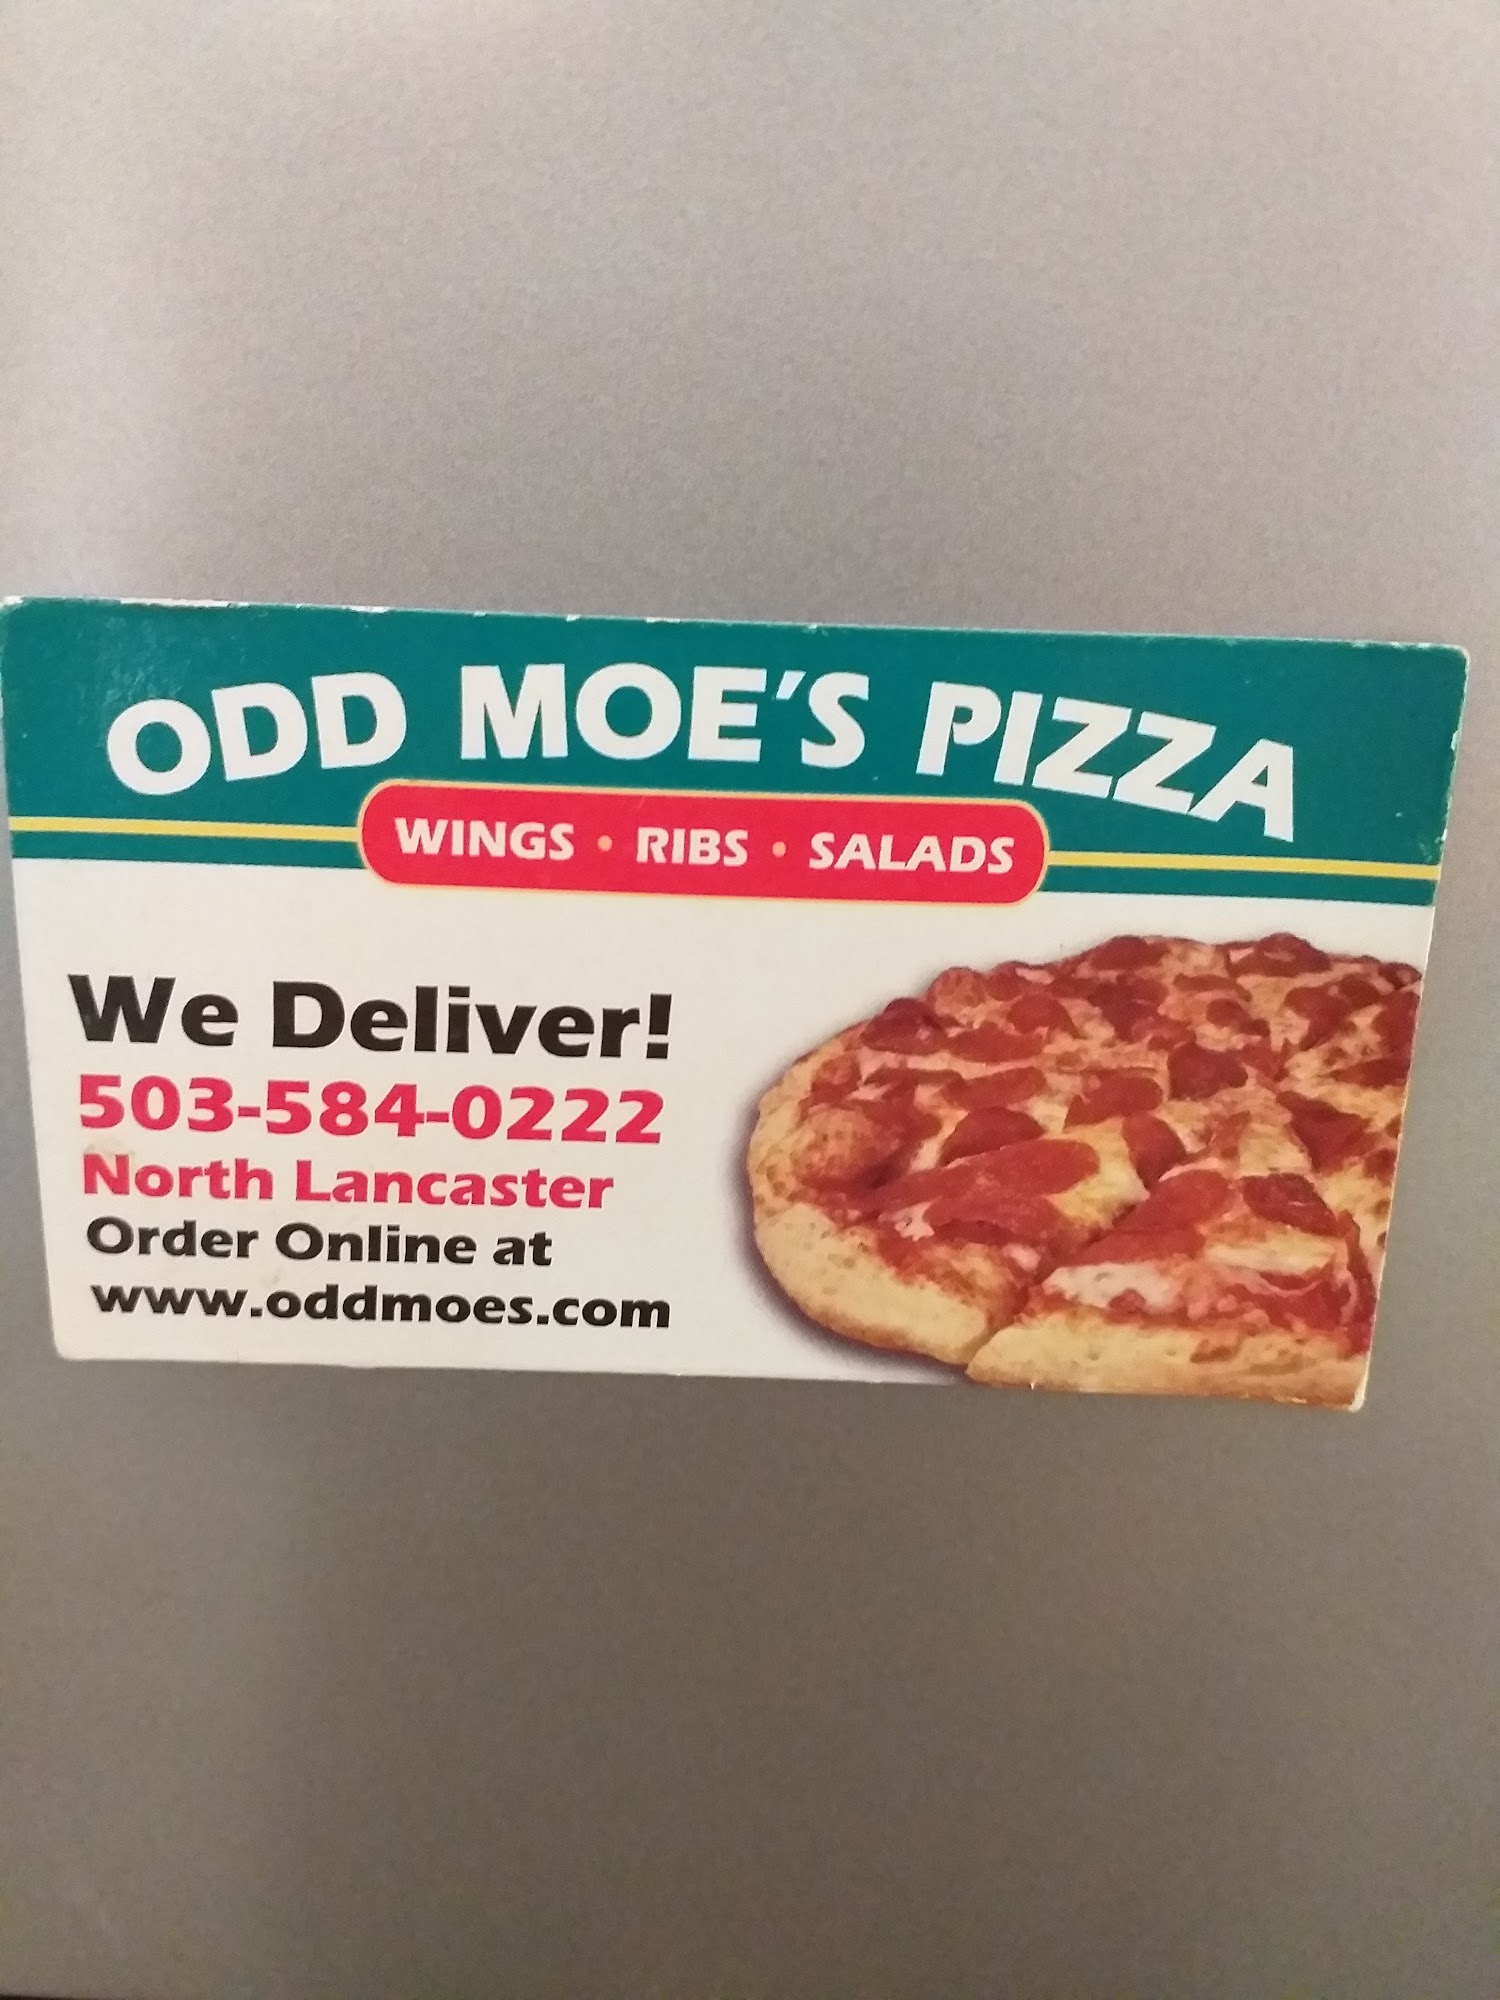 ODD MOE'S PIZZA
WINGS • RIBS • SALADS
We Deliver!
503-584-0222
North Lancaster
Order Online at
www.oddmoes.com